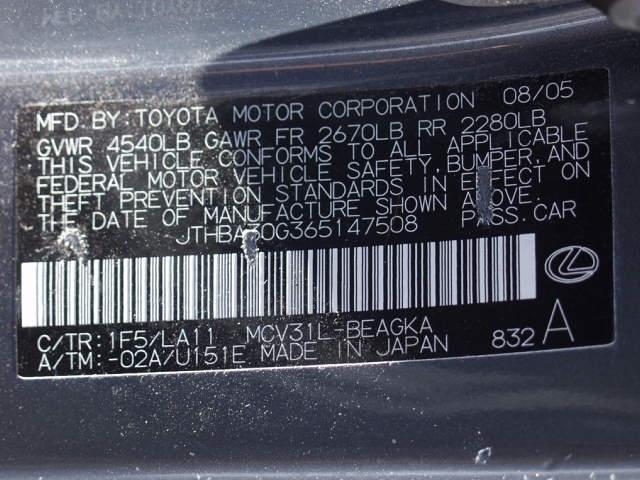 MFD. BY: TOYOTA MOTOR CORPORATION 08/05
GVWR 4540LB GAWR FR 2670LB RR 2280LB
THIS VEHICLE CONFORMS TO ALL APPLICABLE
FEDERAL MOTOR VEHICLE SAFETY, BUMPER, AND
THEFT PREVENTION STANDARDS IN EFFECT ON
THE DATE OF MANUFACTURE SHOWN ABOVE.
JTHBA30G365147508 PASS. CAR
C/TR: 1F5/LA11 MCV31L-BEAGKA
A/TM: -02A/U151E MADE IN JAPAN 832 A